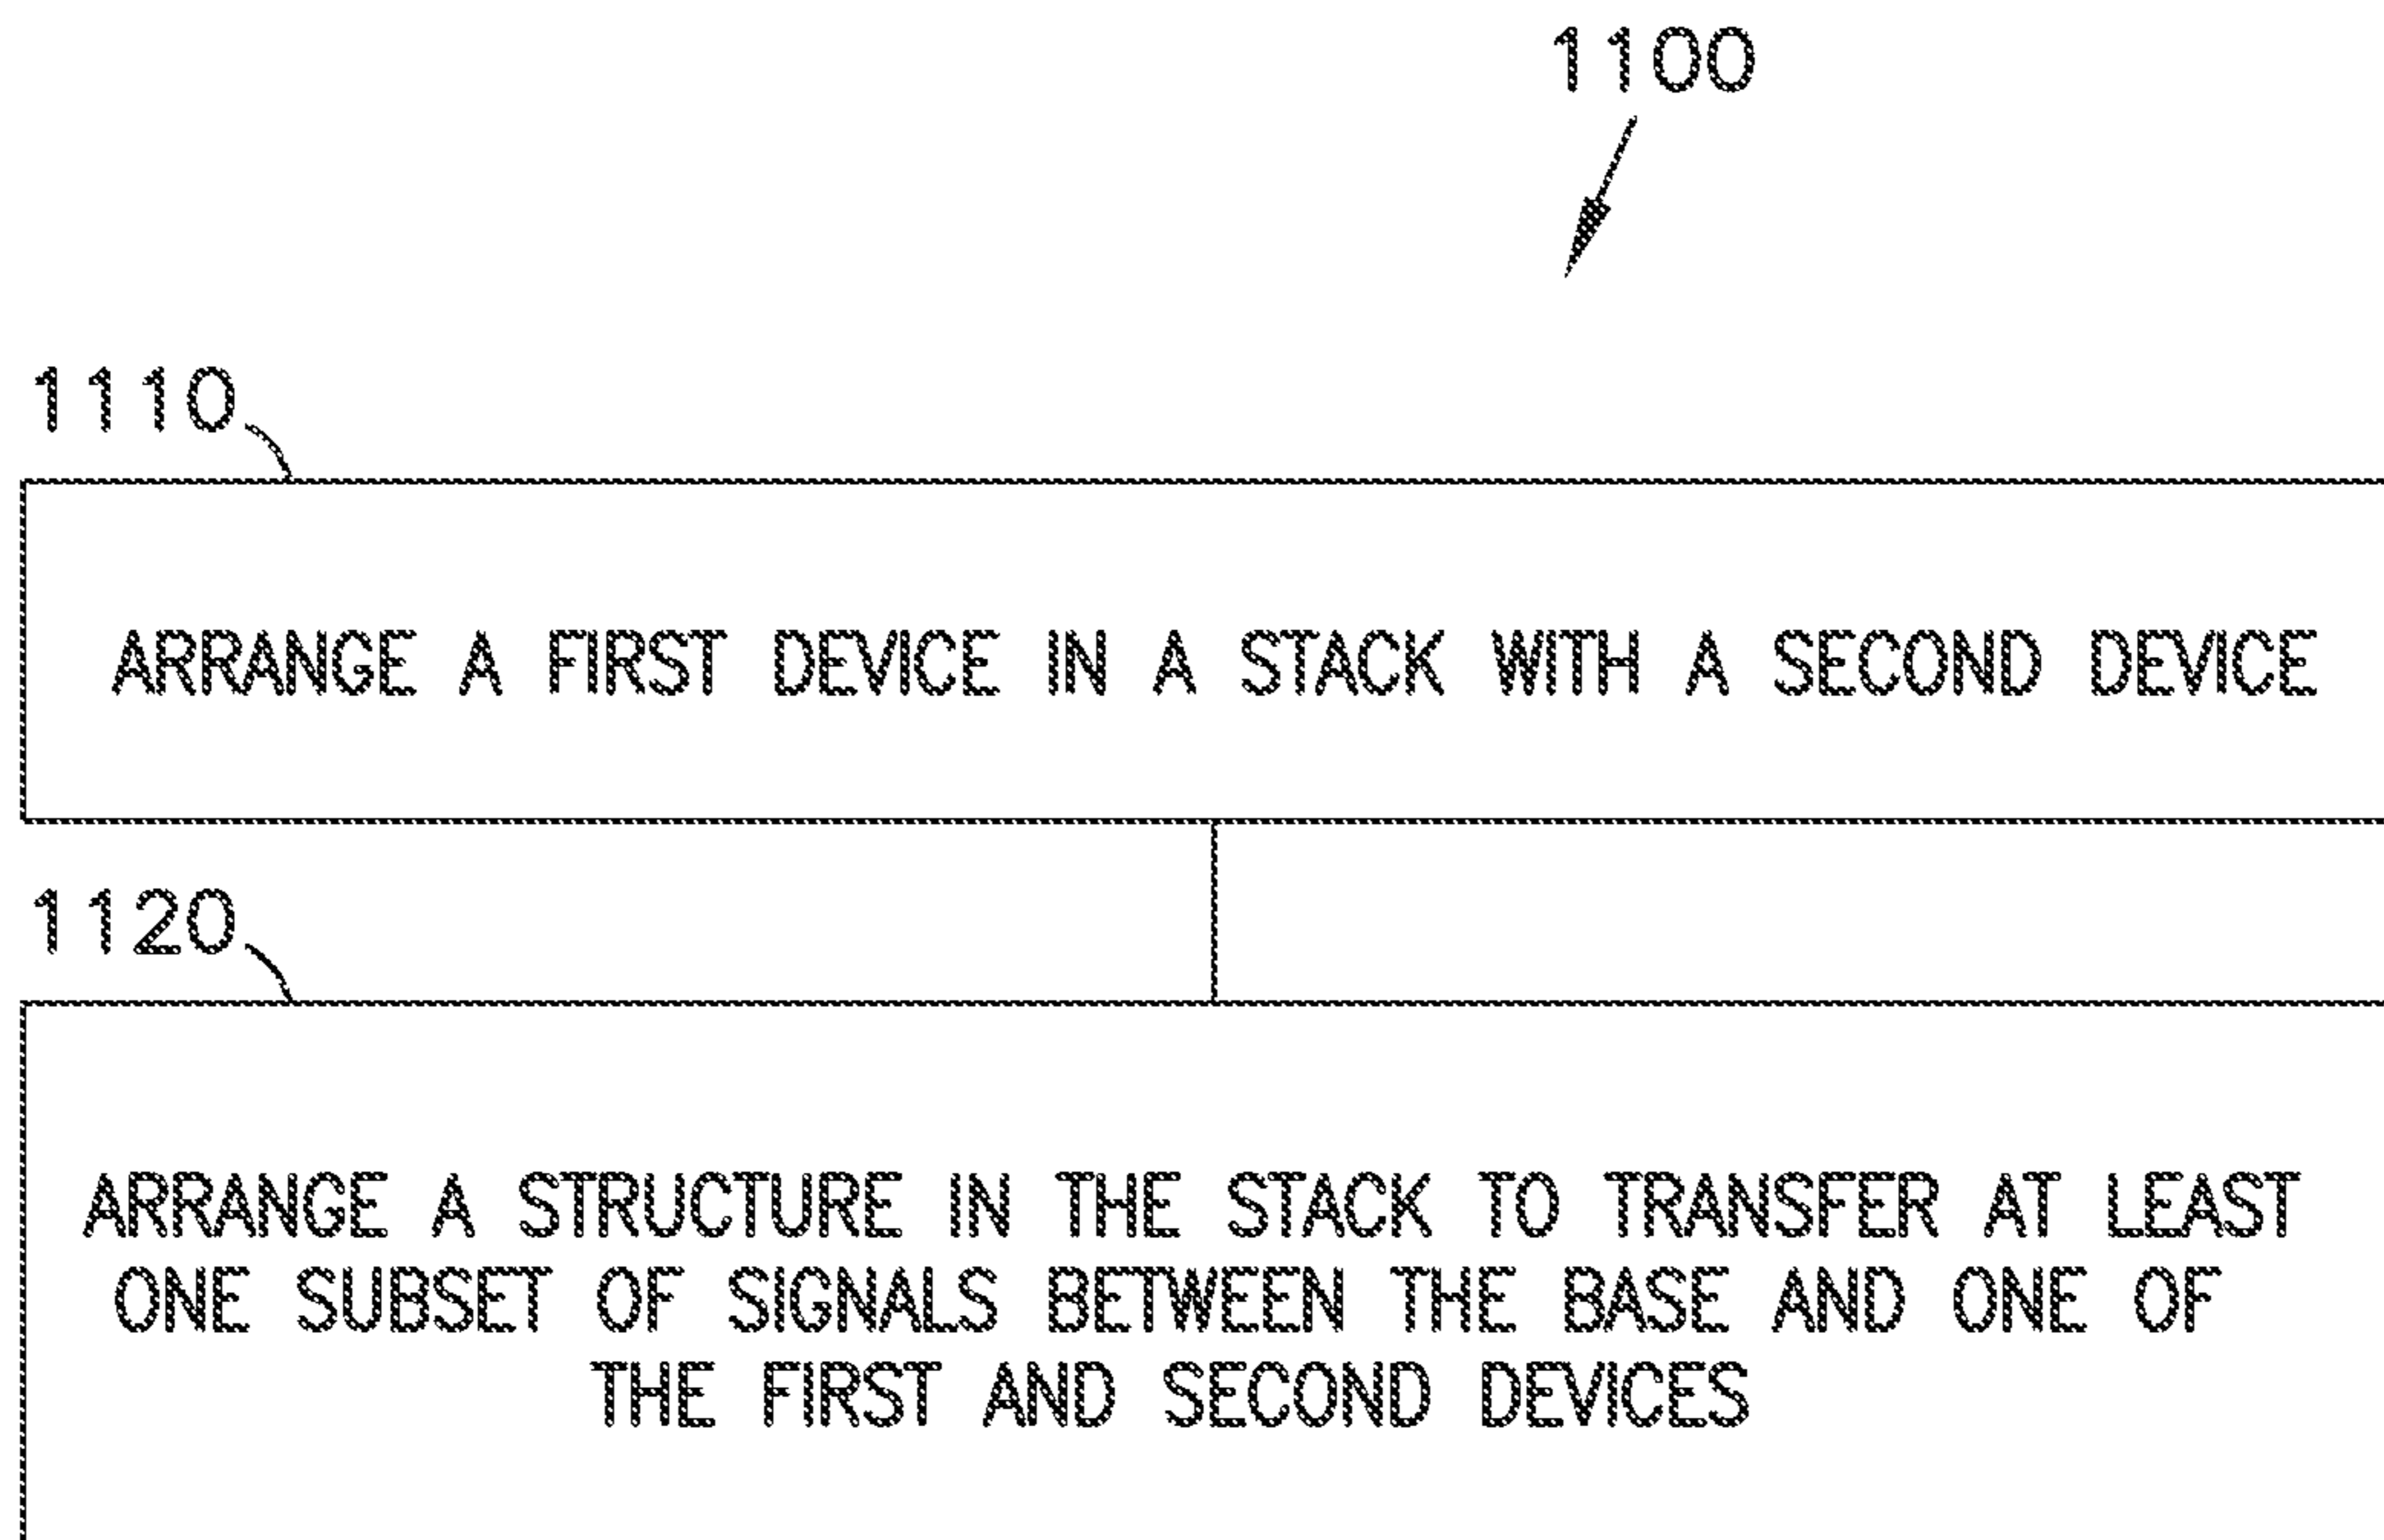 1100
1110
ARRANGE A FIRST DEVICE IN A STACK WITH A SECOND DEVICE
1120
ARRANGE A STRUCTURE IN THE STACK TO TRANSFER AT LEAST
ONE SUBSET OF SIGNALS BETWEEN THE BASE AND ONE OF
THE FIRST AND SECOND DEVICES